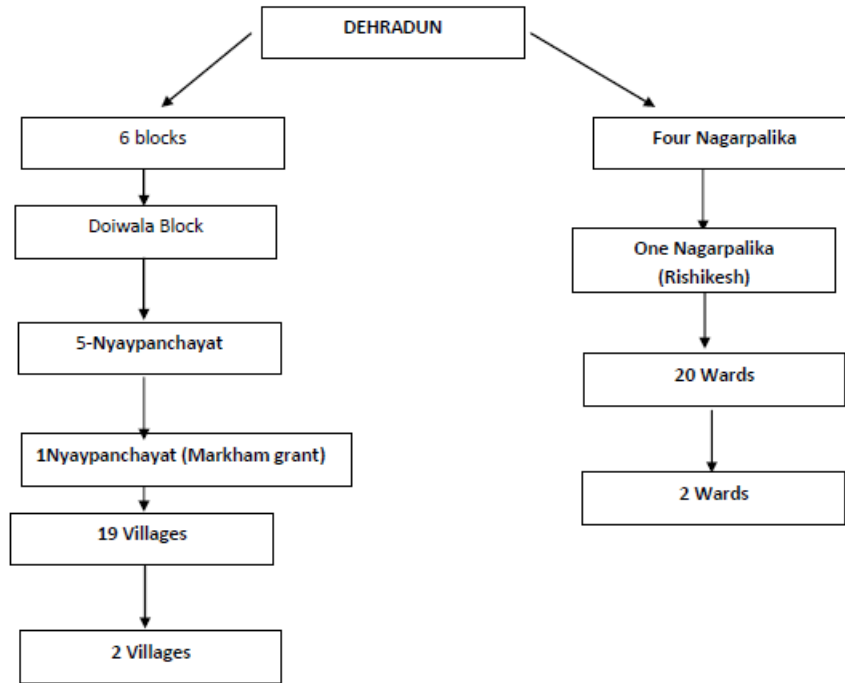 DEHRADUN
6 blocks
Four Nagarpalika
Doiwala Block
One Nagarpalika
(Rishikesh)
5-Nyaypanchayat
20 Wards
1Nyaypanchayat (Markham grant)
2 Wards
19 Villages
2 Villages